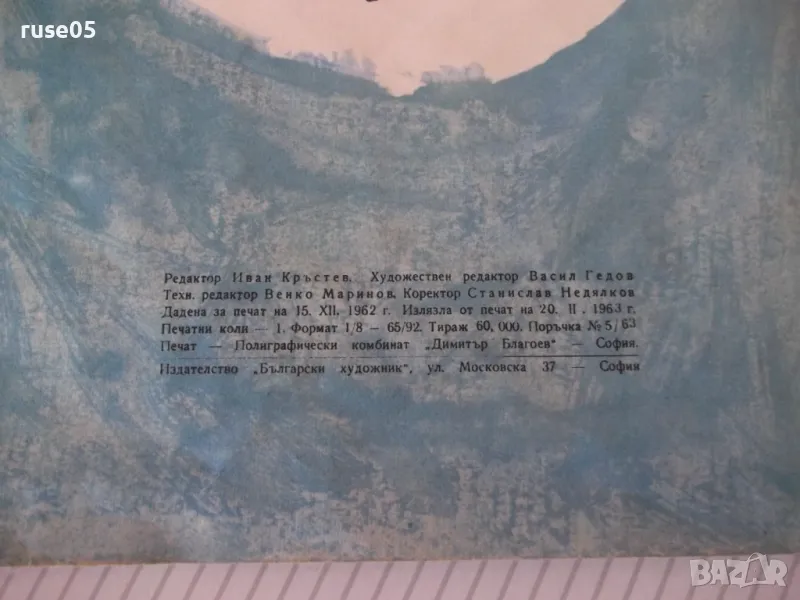 ruse05
Редактор Иван Кръстев. Художествен редактор Васил Гедов
Техн. редактор Венко Маринов. Коректор Станислав Недялков
Дадена за печат на 15. XII. 1962 г. Излязла от печат на 20. II. 1963 г.
Печатни коли — 1. Формат 1/8 — 65/92. Тираж 60,000. Поръчка № 5/63
Печат — Полиграфически комбинат „Димитър Благоев“ — София.
Издателство „Български художник“, ул. Московска 37 — София
BAZAR